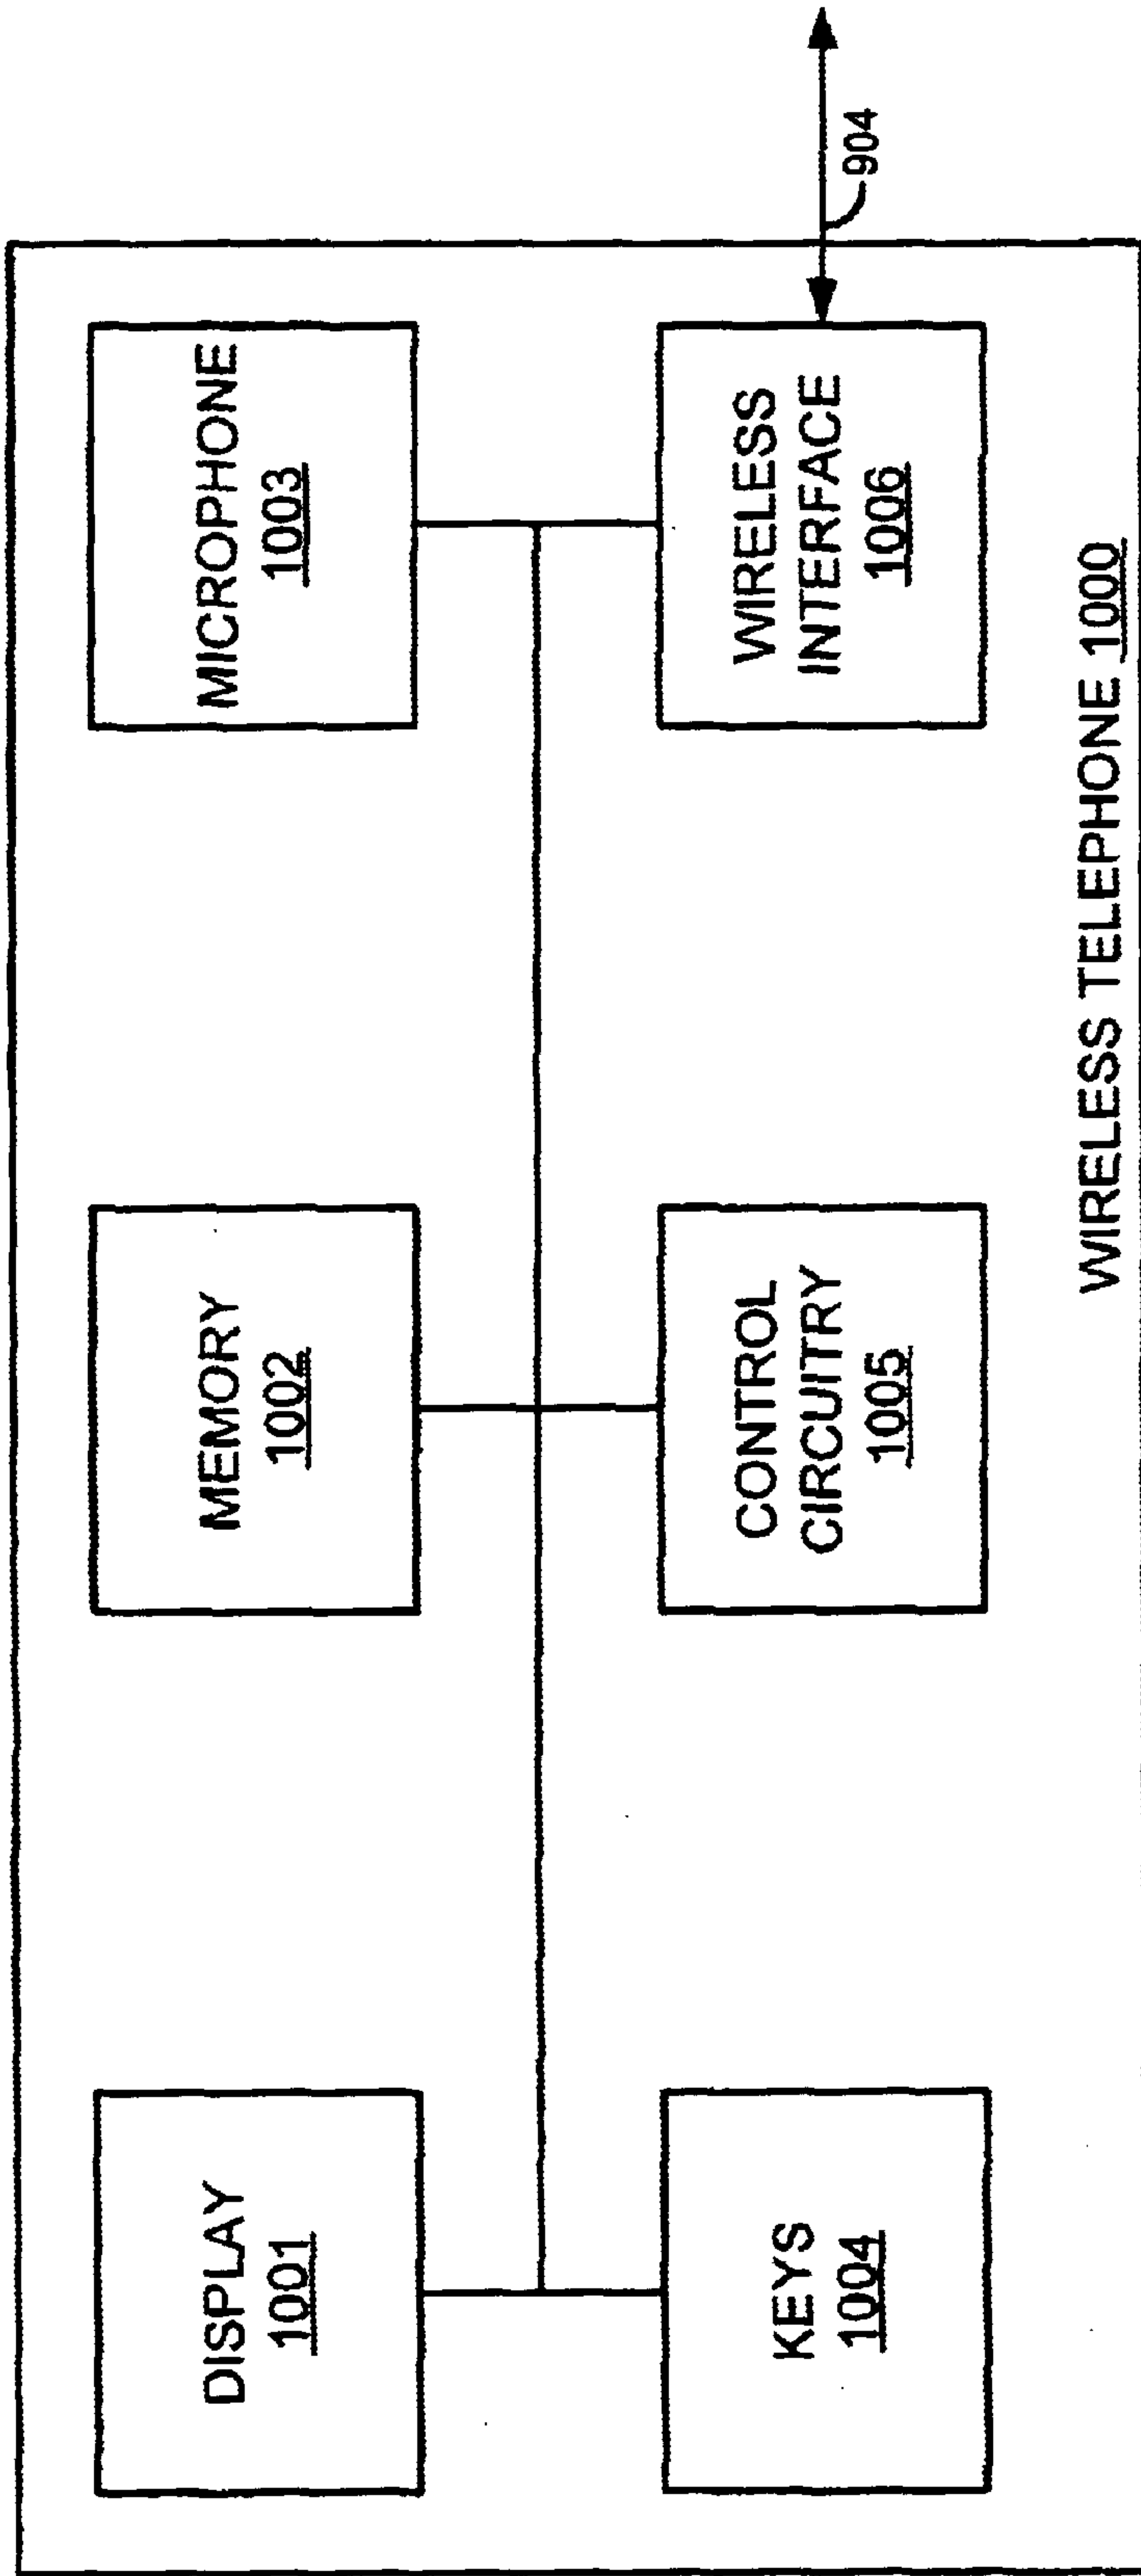 DISPLAY
1001
MEMORY
1002
MICROPHONE
1003
KEYS
1004
CONTROL
CIRCUITRY
1005
WIRELESS
INTERFACE
1006
904
WIRELESS TELEPHONE 1000